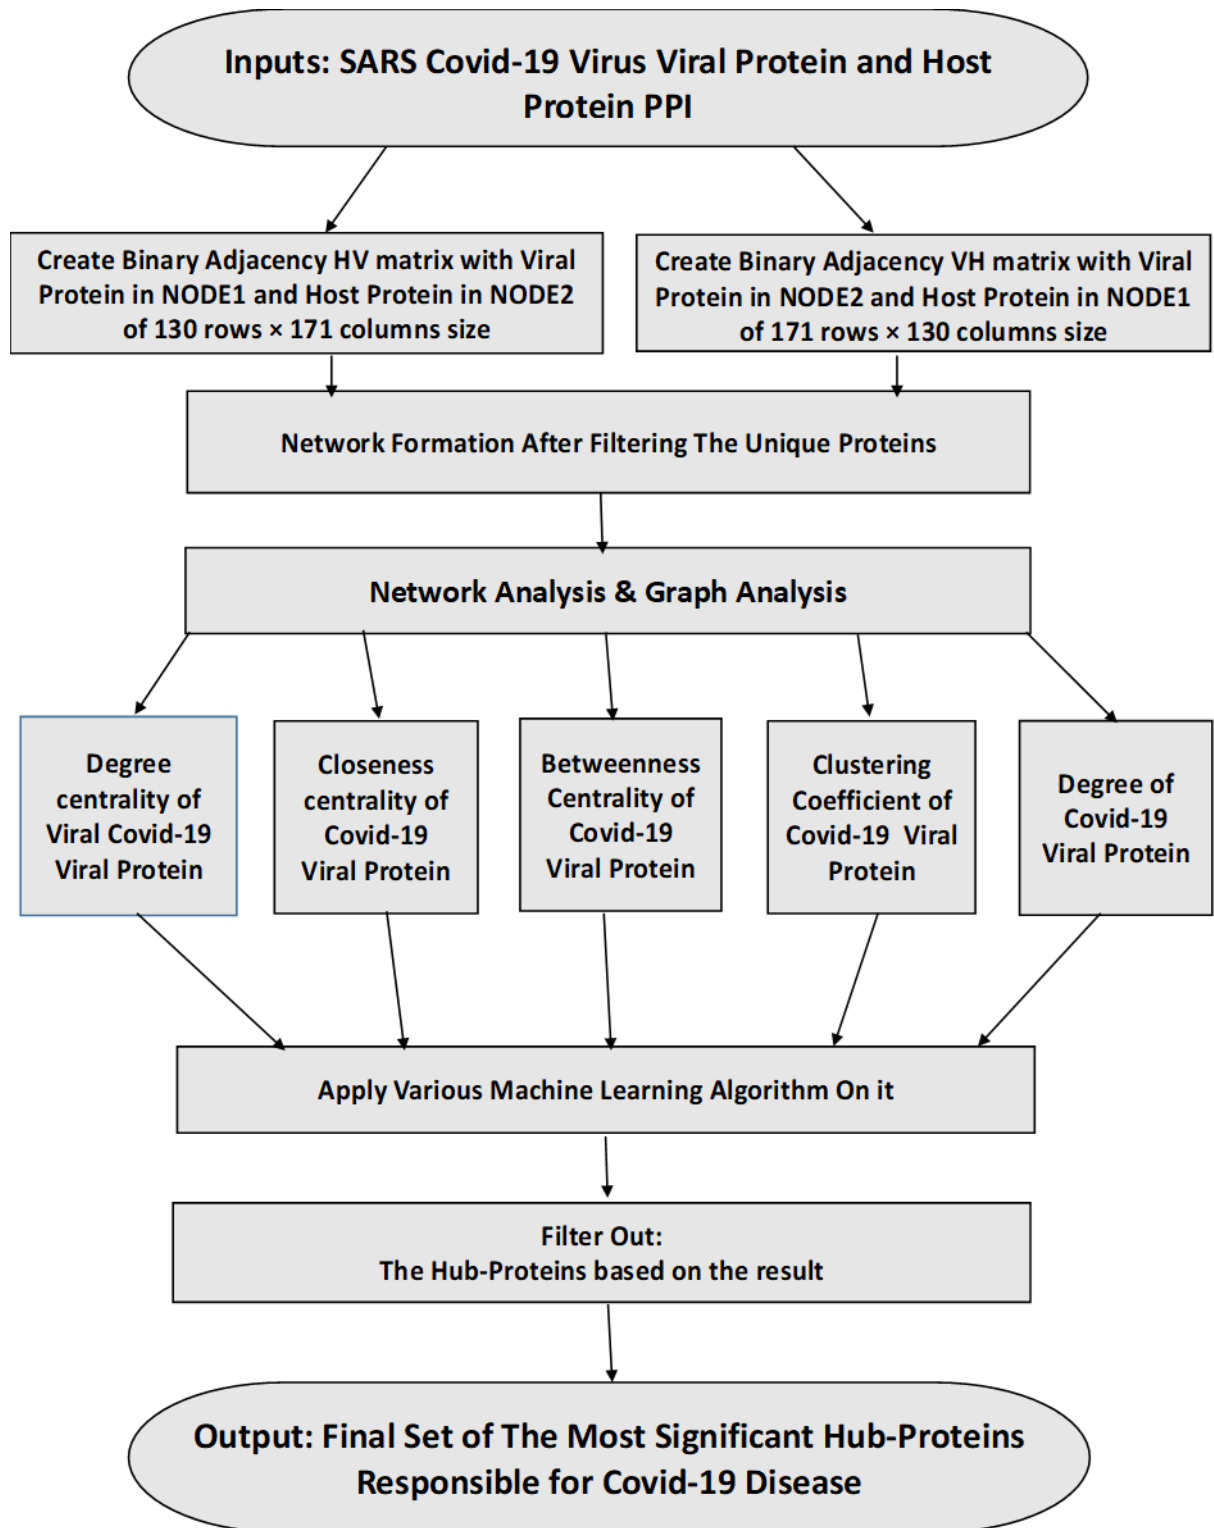 Inputs: SARS Covid-19 Virus Viral Protein and Host
Protein PPI
Create Binary Adjacency HV matrix with Viral
Protein in NODE1 and Host Protein in NODE2
of 130 rows × 171 columns size
Create Binary Adjacency VH matrix with Viral
Protein in NODE2 and Host Protein in NODE1
of 171 rows × 130 columns size
Network Formation After Filtering The Unique Proteins
Network Analysis & Graph Analysis
Degree
centrality of
Viral Covid-19
Viral Protein
Closeness
centrality of
Covid-19
Viral Protein
Betweenness
Centrality of
Covid-19
Viral Protein
Clustering
Coefficient of
Covid-19 Viral
Protein
Degree of
Covid-19
Viral Protein
Apply Various Machine Learning Algorithm On it
Filter Out:
The Hub-Proteins based on the result
Output: Final Set of The Most Significant Hub-Proteins
Responsible for Covid-19 Disease